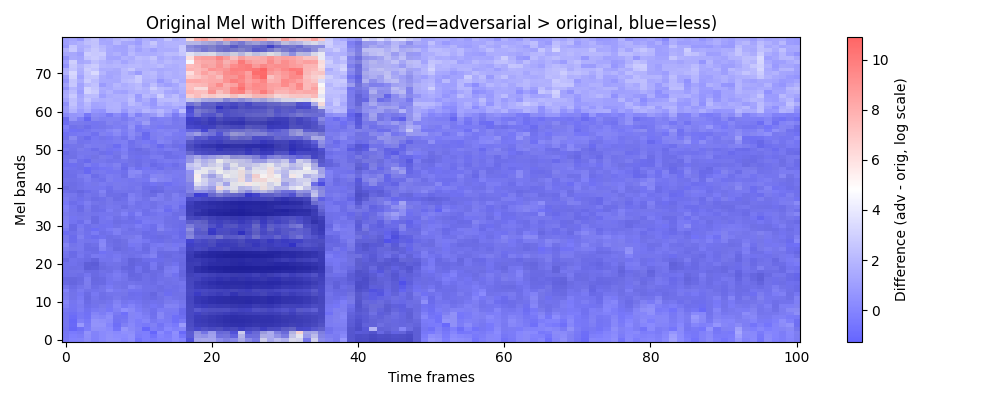 Original Mel with Differences (red=adversarial > original, blue=less)
Mel bands
70
60
50
40
30
20
10
0
0 20 40 60 80 100
Time frames
10
8
6
4
2
0
Difference (adv - orig, log scale)